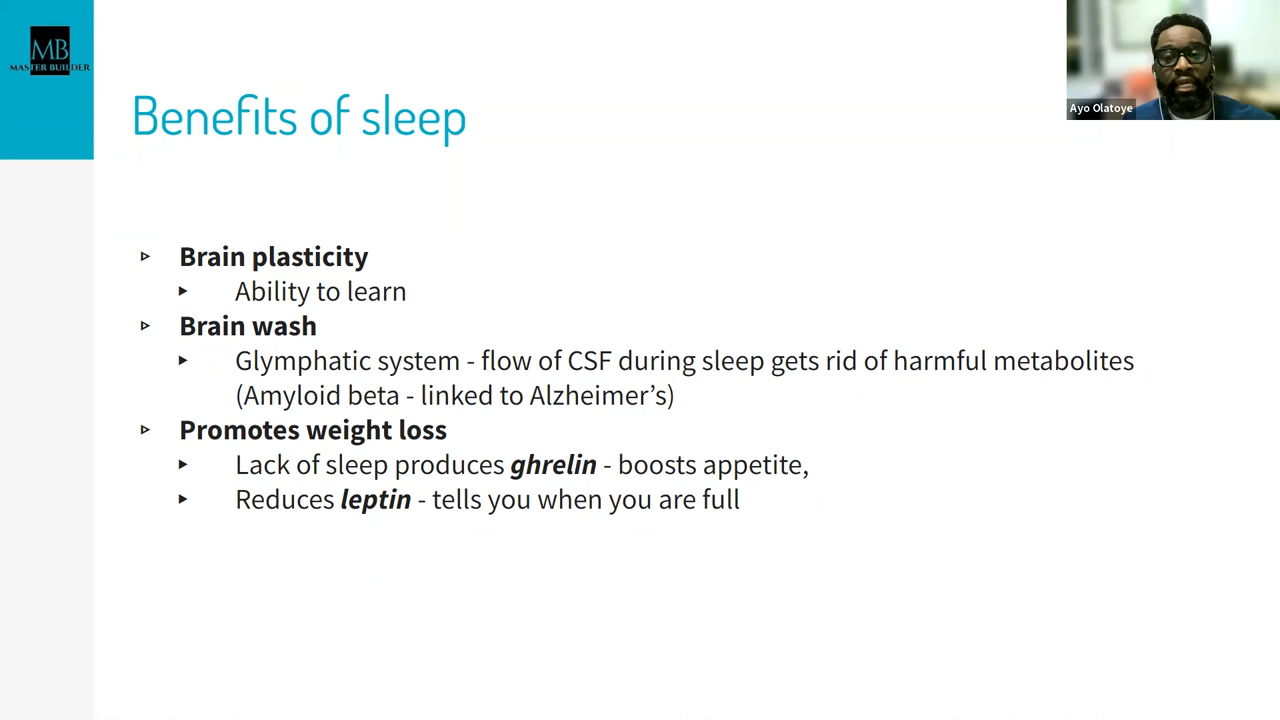 MB
MASTER BUILDER
Ayo Olatoye
Benefits of sleep
Brain plasticity
Ability to learn
Brain wash
Glymphatic system - flow of CSF during sleep gets rid of harmful metabolites
(Amyloid beta - linked to Alzheimer’s)
Promotes weight loss
Lack of sleep produces ghrelin - boosts appetite,
Reduces leptin - tells you when you are full